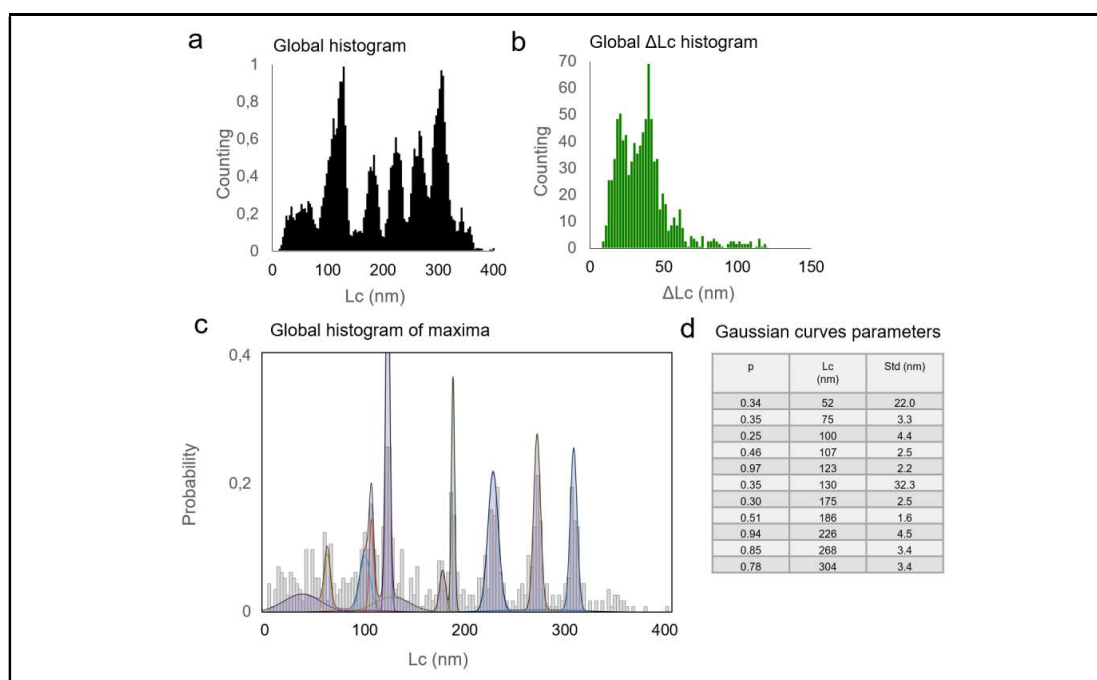 a
Global histogram
Counting
1
0,8
0,6
0,4
0,2
0
0 100 200 300 400
Lc (nm)
b
Global ΔLc histogram
Counting
70
60
50
40
30
20
10
0
0 50 100 150
ΔLc (nm)
c
Global histogram of maxima
Probability
0,4
0,2
0
0 100 200 300 400
Lc (nm)
d
Gaussian curves parameters
p Lc Std (nm)
(nm)
0.34 52 22.0
0.35 75 3.3
0.25 100 4.4
0.46 107 2.5
0.97 123 2.2
0.35 130 32.3
0.30 175 2.5
0.51 186 1.6
0.94 226 4.5
0.85 268 3.4
0.78 304 3.4